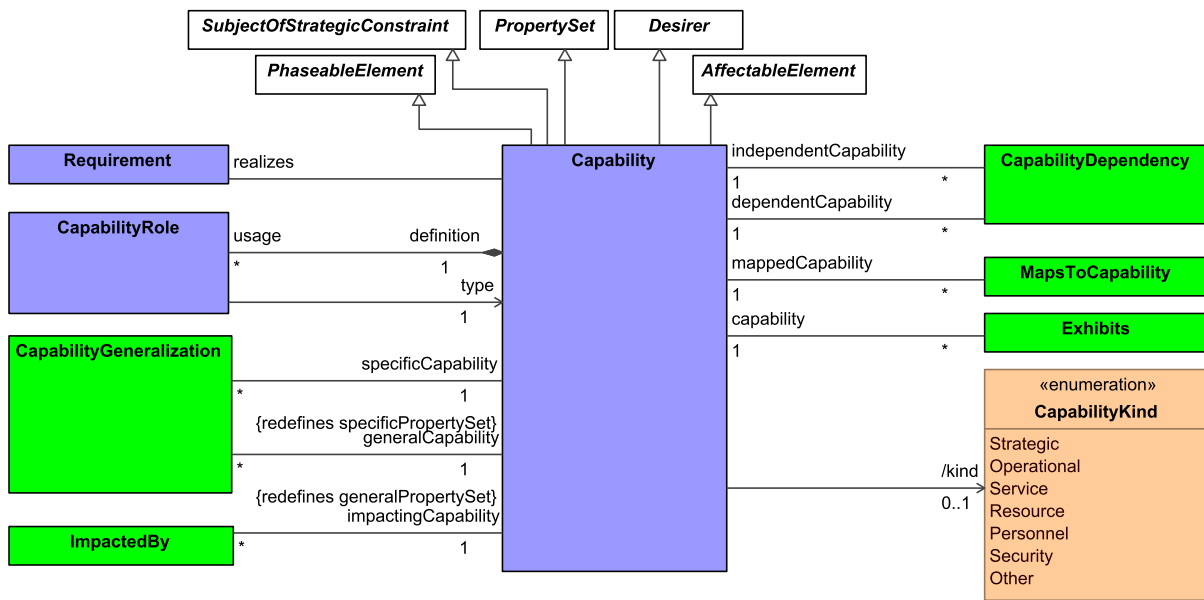 SubjectOfStrategicConstraint
PropertySet
Desirer
PhaseableElement
AffectableElement
Requirement
realizes
Capability
independentCapability
1
*
CapabilityDependency
dependentCapability
1
*
CapabilityRole
usage
definition
*
1
type
1
mappedCapability
1
*
MapsToCapability
capability
1
*
Exhibits
CapabilityGeneralization
specificCapability
*
1
{redefines specificPropertySet}
generalCapability
*
1
{redefines generalPropertySet}
impactingCapability
ImpactedBy
*
1
/kind
0..1
«enumeration»
CapabilityKind
Strategic
Operational
Service
Resource
Personnel
Security
Other